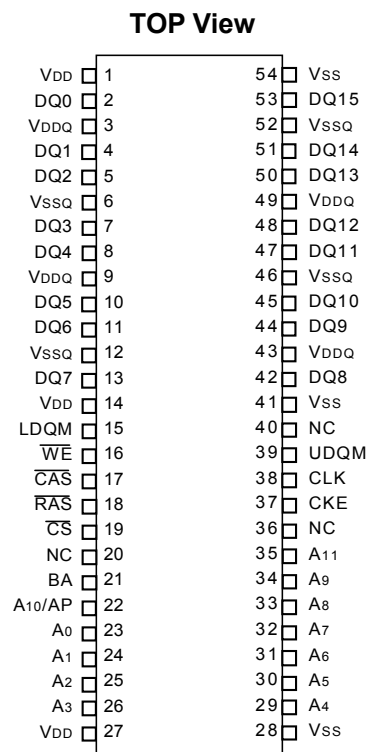 TOP View
VDD 1 54 VSS
DQ0 2 53 DQ15
VDDQ 3 52 VSSQ
DQ1 4 51 DQ14
DQ2 5 50 DQ13
VSSQ 6 49 VDDQ
DQ3 7 48 DQ12
DQ4 8 47 DQ11
VDDQ 9 46 VSSQ
DQ5 10 45 DQ10
DQ6 11 44 DQ9
VSSQ 12 43 VDDQ
DQ7 13 42 DQ8
VDD 14 41 VSS
LDQM 15 40 NC
W̅E̅ 16 39 UDQM
C̅A̅S̅ 17 38 CLK
R̅A̅S̅ 18 37 CKE
C̅S̅ 19 36 NC
NC 20 35 A11
BA 21 34 A9
A10/AP 22 33 A8
A0 23 32 A7
A1 24 31 A6
A2 25 30 A5
A3 26 29 A4
VDD 27 28 VSS